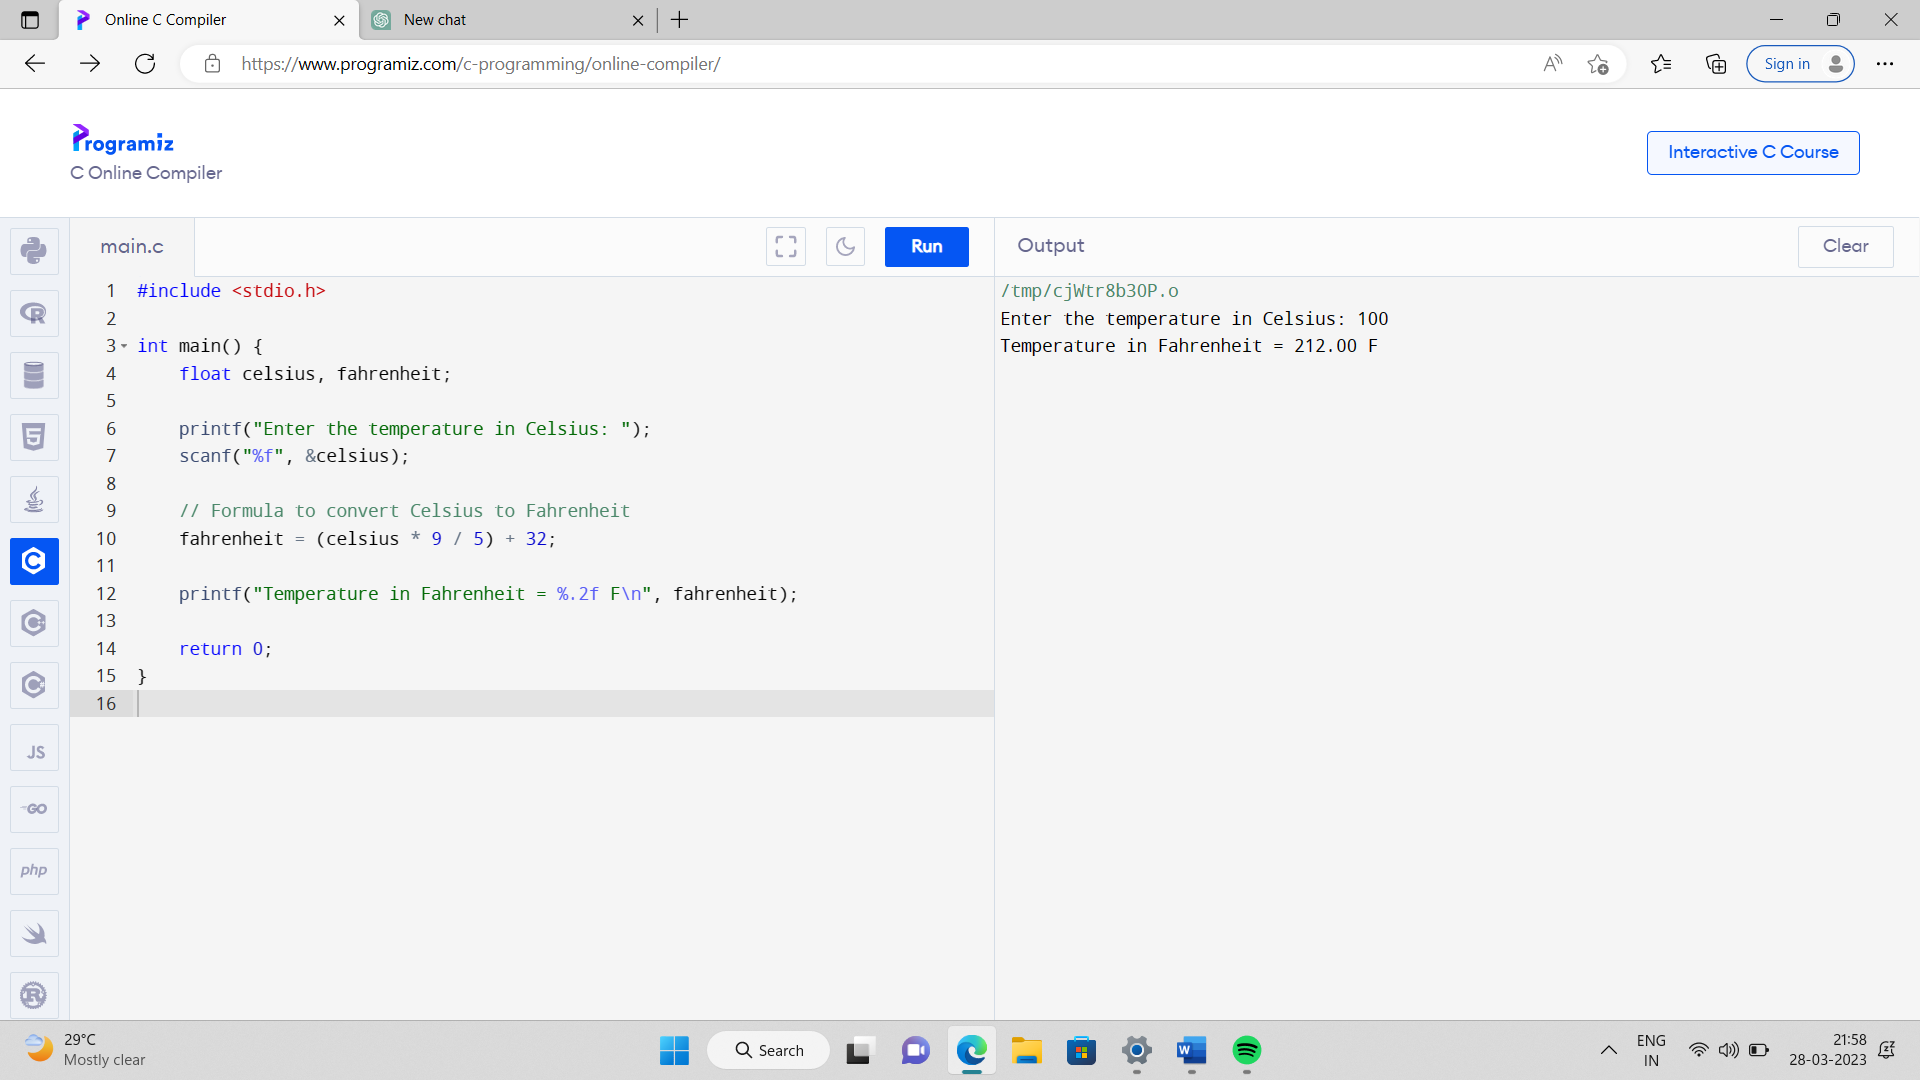 Online C Compiler
New chat
https://www.programiz.com/c-programming/online-compiler/
Sign in
Programiz
C Online Compiler
Interactive C Course
main.c
Run
Output
Clear
1 #include <stdio.h>
2
3 int main() {
4     float celsius, fahrenheit;
5
6     printf("Enter the temperature in Celsius: ");
7     scanf("%f", &celsius);
8
9     // Formula to convert Celsius to Fahrenheit
10     fahrenheit = (celsius * 9 / 5) + 32;
11
12     printf("Temperature in Fahrenheit = %.2f F\n", fahrenheit);
13
14     return 0;
15 }
16
/tmp/cjWtr8b3OP.o
Enter the temperature in Celsius: 100
Temperature in Fahrenheit = 212.00 F
JS
GO
php
29°C
Mostly clear
Search
ENG
IN
21:58
28-03-2023